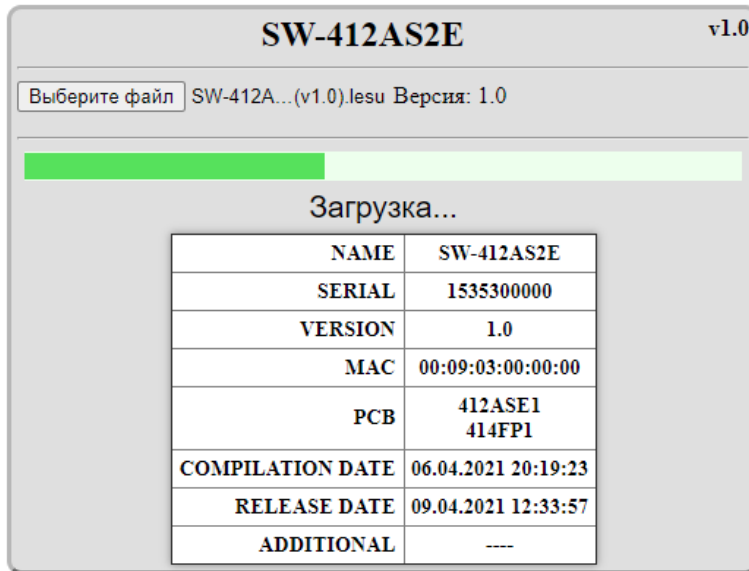 SW-412AS2E
v1.0
Выберите файл SW-412A...(v1.0).lesu Версия: 1.0
Загрузка...
NAME SW-412AS2E
SERIAL 1535300000
VERSION 1.0
MAC 00:09:03:00:00:00
PCB 412ASE1
414FP1
COMPILATION DATE 06.04.2021 20:19:23
RELEASE DATE 09.04.2021 12:33:57
ADDITIONAL ----